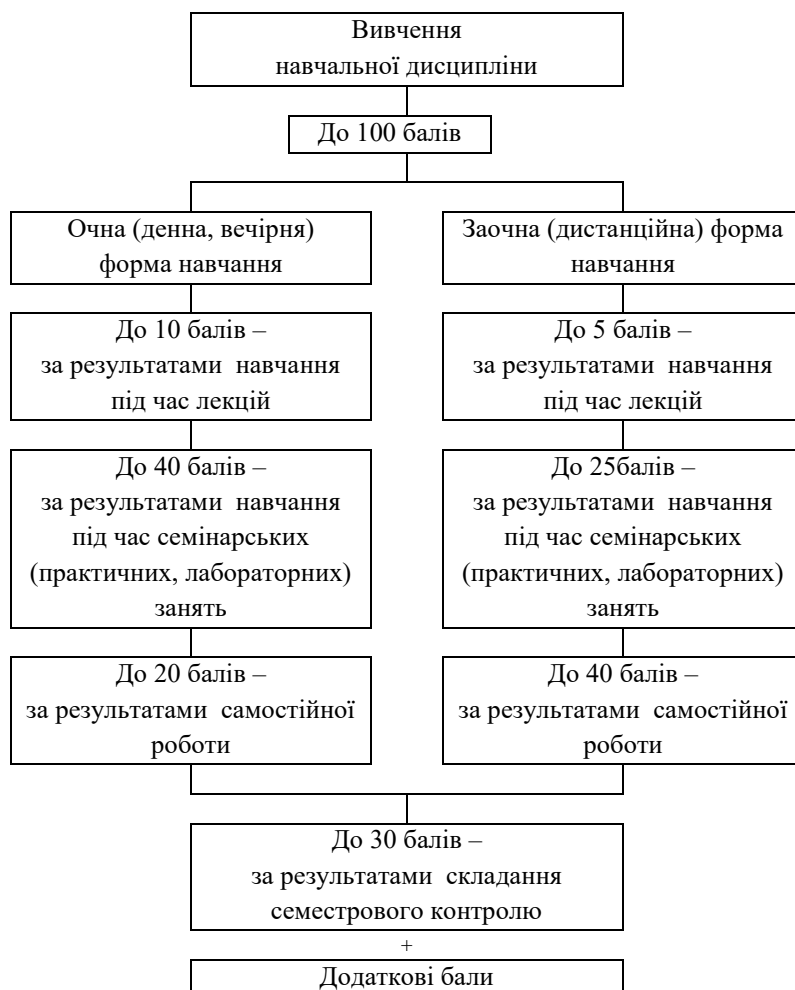 Вивчення
навчальної дисципліни
До 100 балів
Очна (денна, вечірня)
форма навчання
Заочна (дистанційна) форма
навчання
До 10 балів –
за результатами навчання
під час лекцій
До 5 балів –
за результатами навчання
під час лекцій
До 40 балів –
за результатами навчання
під час семінарських
(практичних, лабораторних)
занять
До 25балів –
за результатами навчання
під час семінарських
(практичних, лабораторних)
занять
До 20 балів –
за результатами самостійної
роботи
До 40 балів –
за результатами самостійної
роботи
До 30 балів –
за результатами складання
семестрового контролю
+
Додаткові бали